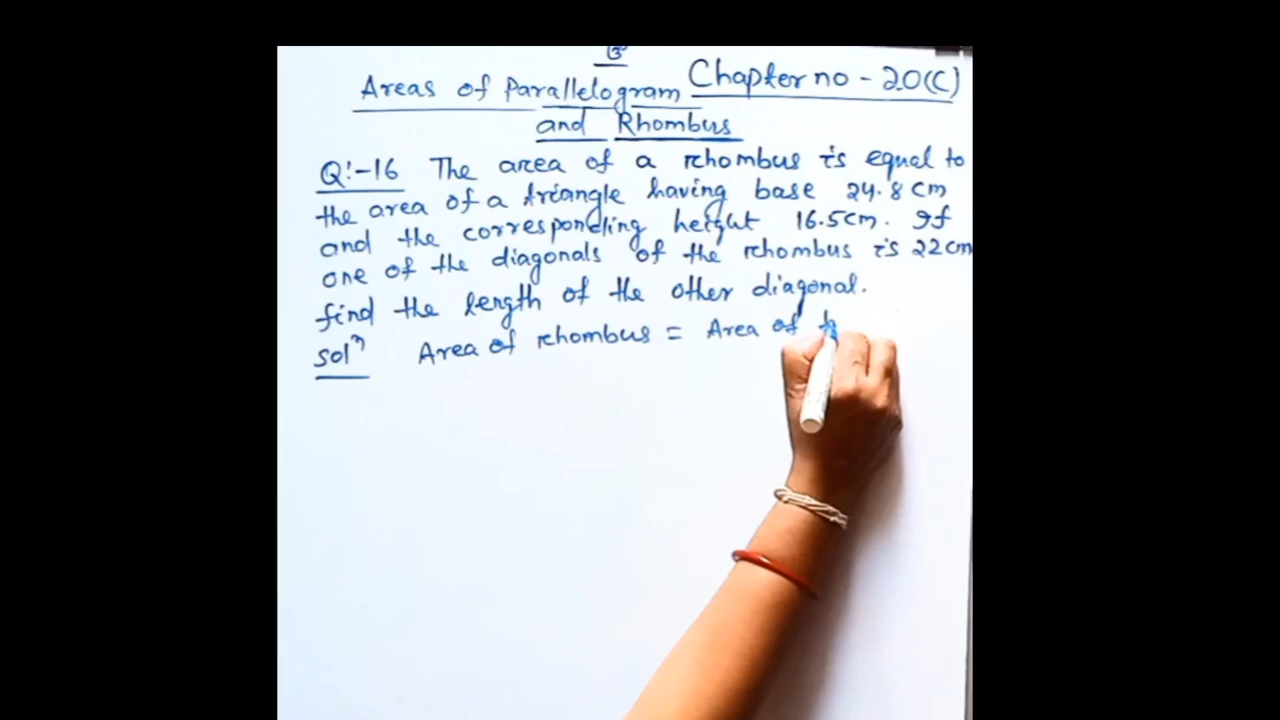 Areas of Parallelogram Chapter no - 20(C)
and Rhombus
Q:-16 The area of a rhombus is equal to
the area of a triangle having base 24.8 cm
and the corresponding height 16.5cm. If
one of the diagonals of the rhombus is 22cm
find the length of the other diagonal.
Solⁿ Area of rhombus = Area of